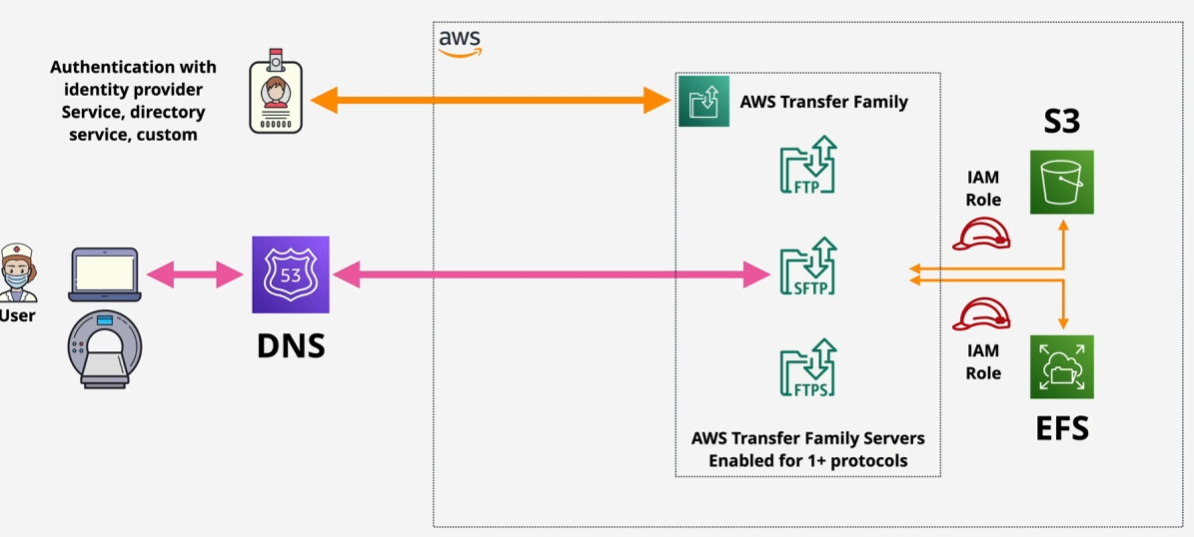 aws
Authentication with
identity provider
Service, directory
service, custom
AWS Transfer Family
FTP
S3
IAM
Role
53
SFTP
User
DNS
IAM
Role
FTPS
EFS
AWS Transfer Family Servers
Enabled for 1+ protocols